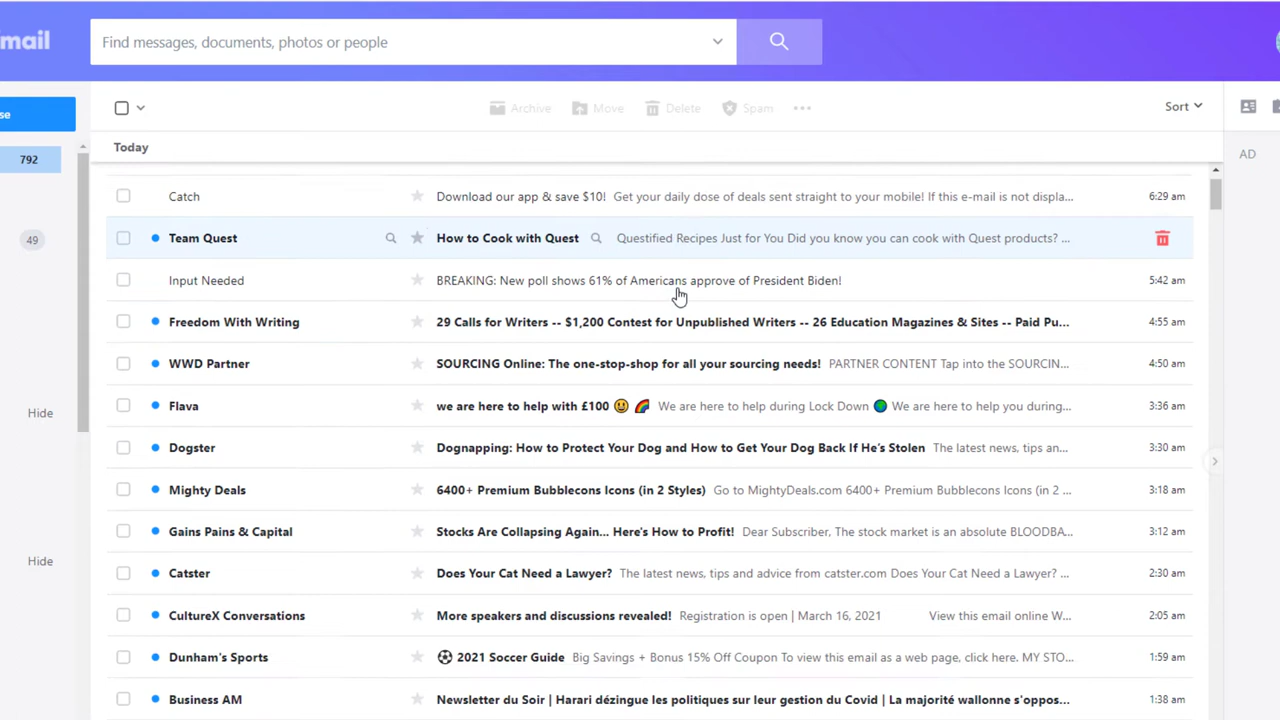 mail
Find messages, documents, photos or people
se
Archive Move Delete Spam
Sort
792
Today
AD
Catch Download our app & save $10! Get your daily dose of deals sent straight to your mobile! If this e-mail is not displa... 6:29 am
49
Team Quest How to Cook with Quest Questified Recipes Just for You Did you know you can cook with Quest products? ...
Input Needed BREAKING: New poll shows 61% of Americans approve of President Biden! 5:42 am
Freedom With Writing 29 Calls for Writers -- $1,200 Contest for Unpublished Writers -- 26 Education Magazines & Sites -- Paid Pu... 4:55 am
WWD Partner SOURCING Online: The one-stop-shop for all your sourcing needs! PARTNER CONTENT Tap into the SOURCIN... 4:50 am
Hide
Flava we are here to help with £100 😃 🌈 We are here to help during Lock Down 🌍 We are here to help you during... 3:36 am
Dogster Dognapping: How to Protect Your Dog and How to Get Your Dog Back If He's Stolen The latest news, tips an... 3:30 am
Mighty Deals 6400+ Premium Bubblecons Icons (in 2 Styles) Go to MightyDeals.com 6400+ Premium Bubblecons Icons (in 2 ... 3:18 am
Gains Pains & Capital Stocks Are Collapsing Again... Here's How to Profit! Dear Subscriber, The stock market is an absolute BLOODBA... 3:12 am
Hide
Catster Does Your Cat Need a Lawyer? The latest news, tips and advice from catster.com Does Your Cat Need a Lawyer? ... 2:30 am
CultureX Conversations More speakers and discussions revealed! Registration is open | March 16, 2021 View this email online W... 2:05 am
Dunham's Sports ⚽ 2021 Soccer Guide Big Savings + Bonus 15% Off Coupon To view this email as a web page, click here. MY STO... 1:59 am
Business AM Newsletter du Soir | Harari dézingue les politiques sur leur gestion du Covid | La majorité wallonne s'oppos... 1:38 am